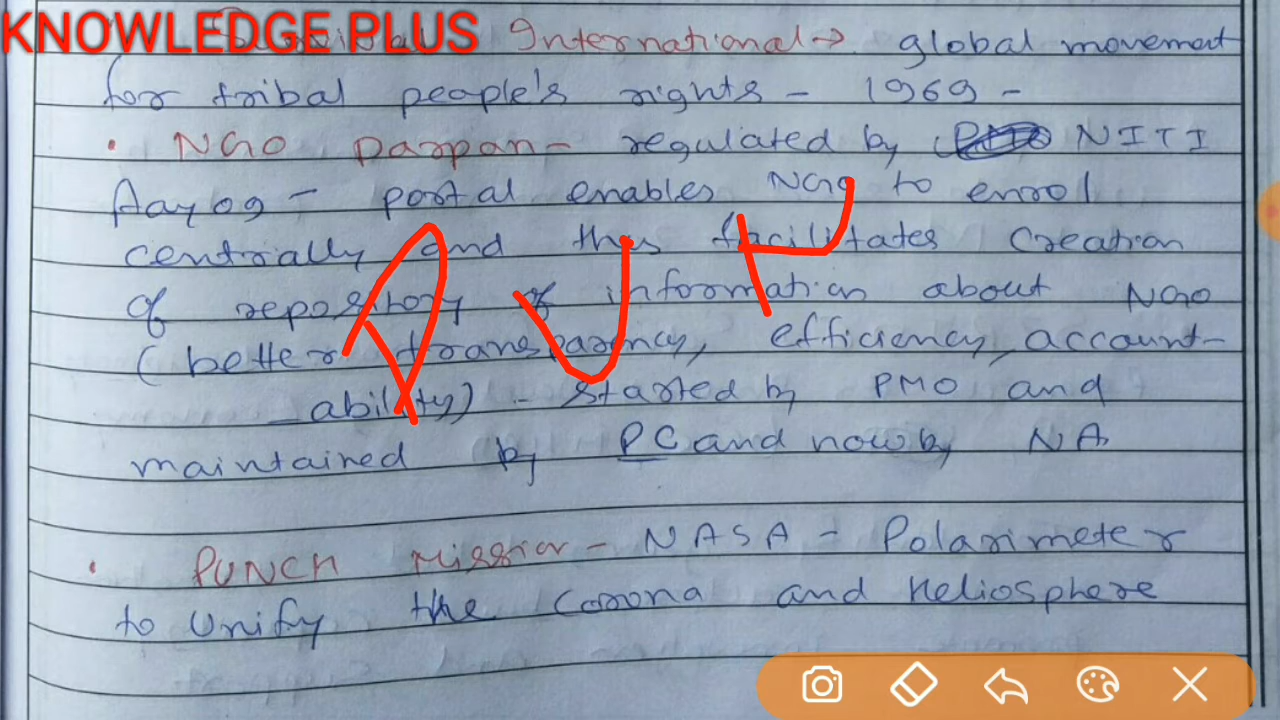 KNOWLEDGE PLUS
Survival International → global movement
for tribal people's rights - 1969 -
• NGO Darpan - regulated by NITI
Aayog - portal enables NGO to enrol
centrally and this facilitates creation
of repository of information about NGO
(better transparency, efficiency, account-
ability) - started by PMO and
maintained by PC and now by NA
• PUNCH Mission - NASA - Polarimeter
to Unify the Corona and Heliosphere